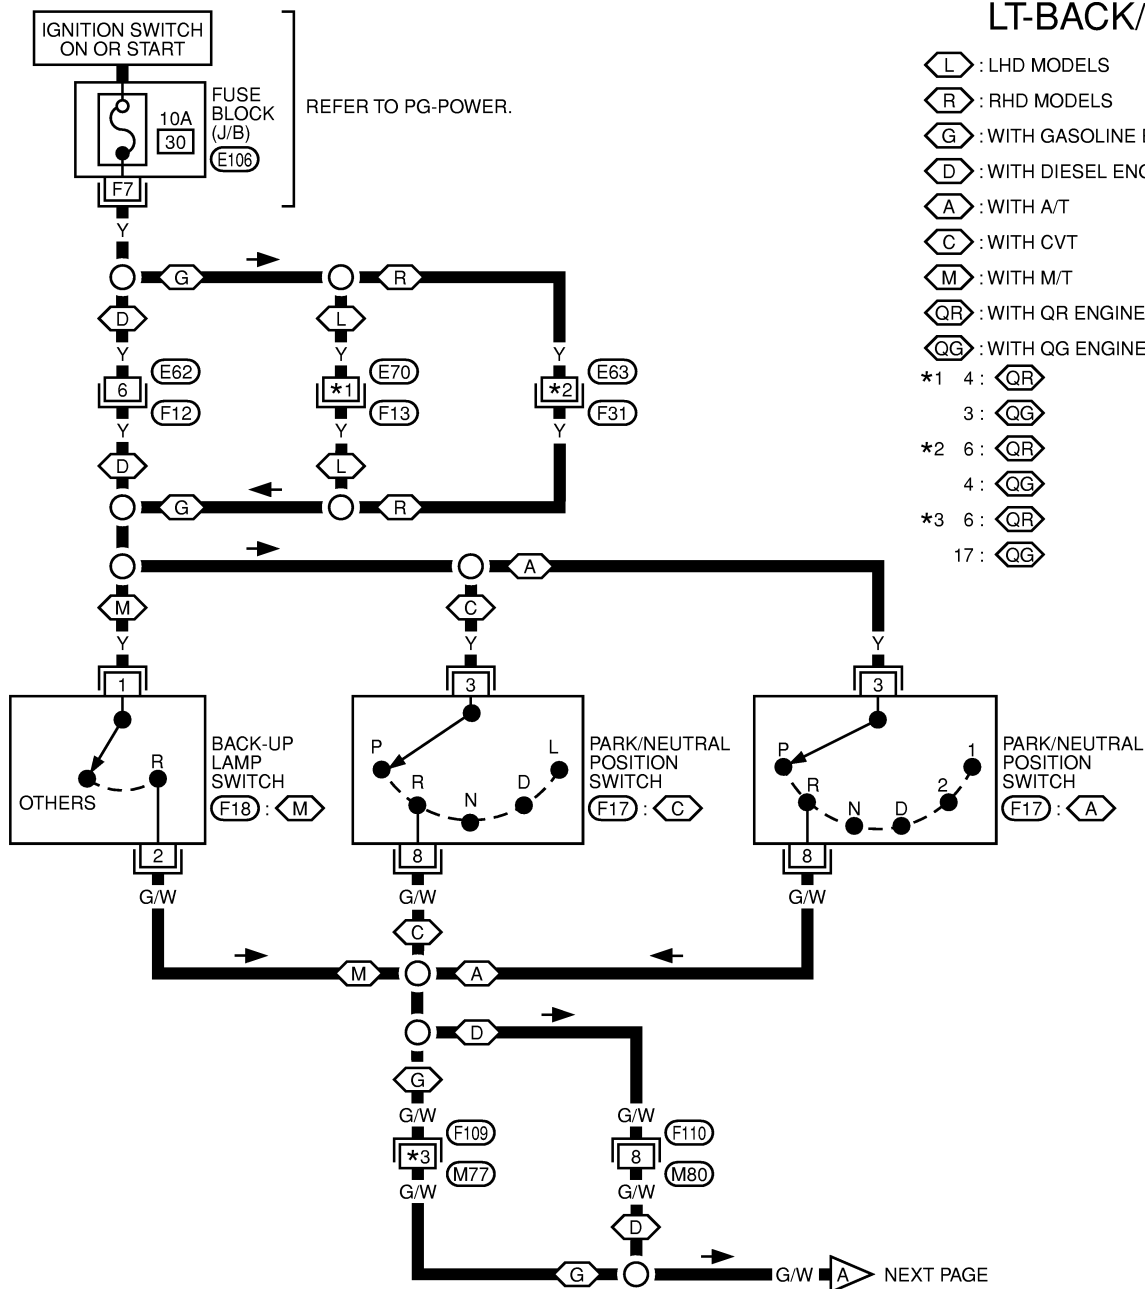 LT-BACK/
IGNITION SWITCH
ON OR START
FUSE
BLOCK
(J/B)
E106
10A
30
F7
REFER TO PG-POWER.
L : LHD MODELS
R : RHD MODELS
G : WITH GASOLINE
D : WITH DIESEL ENG
A : WITH A/T
C : WITH CVT
M : WITH M/T
QR : WITH QR ENGINE
QG : WITH QG ENGINE
*1 4 : QR
3 : QG
*2 6 : QR
4 : QG
*3 6 : QR
17 : QG
Y
G R
D L
Y Y Y
6 E62 F12
*1 E70 F13
*2 E63 F31
Y Y Y
D L
G R
A
M C
Y Y Y
1 3 3
OTHERS R
BACK-UP
LAMP
SWITCH
F18 : M
P R N D L
PARK/NEUTRAL
POSITION
SWITCH
F17 : C
P R N D 2 1
PARK/NEUTRAL
POSITION
SWITCH
F17 : A
2 8 8
G/W G/W G/W
C
M A
D
G
G/W G/W
*3 F109 M77
8 F110 M80
G/W G/W
D
G G/W A NEXT PAGE